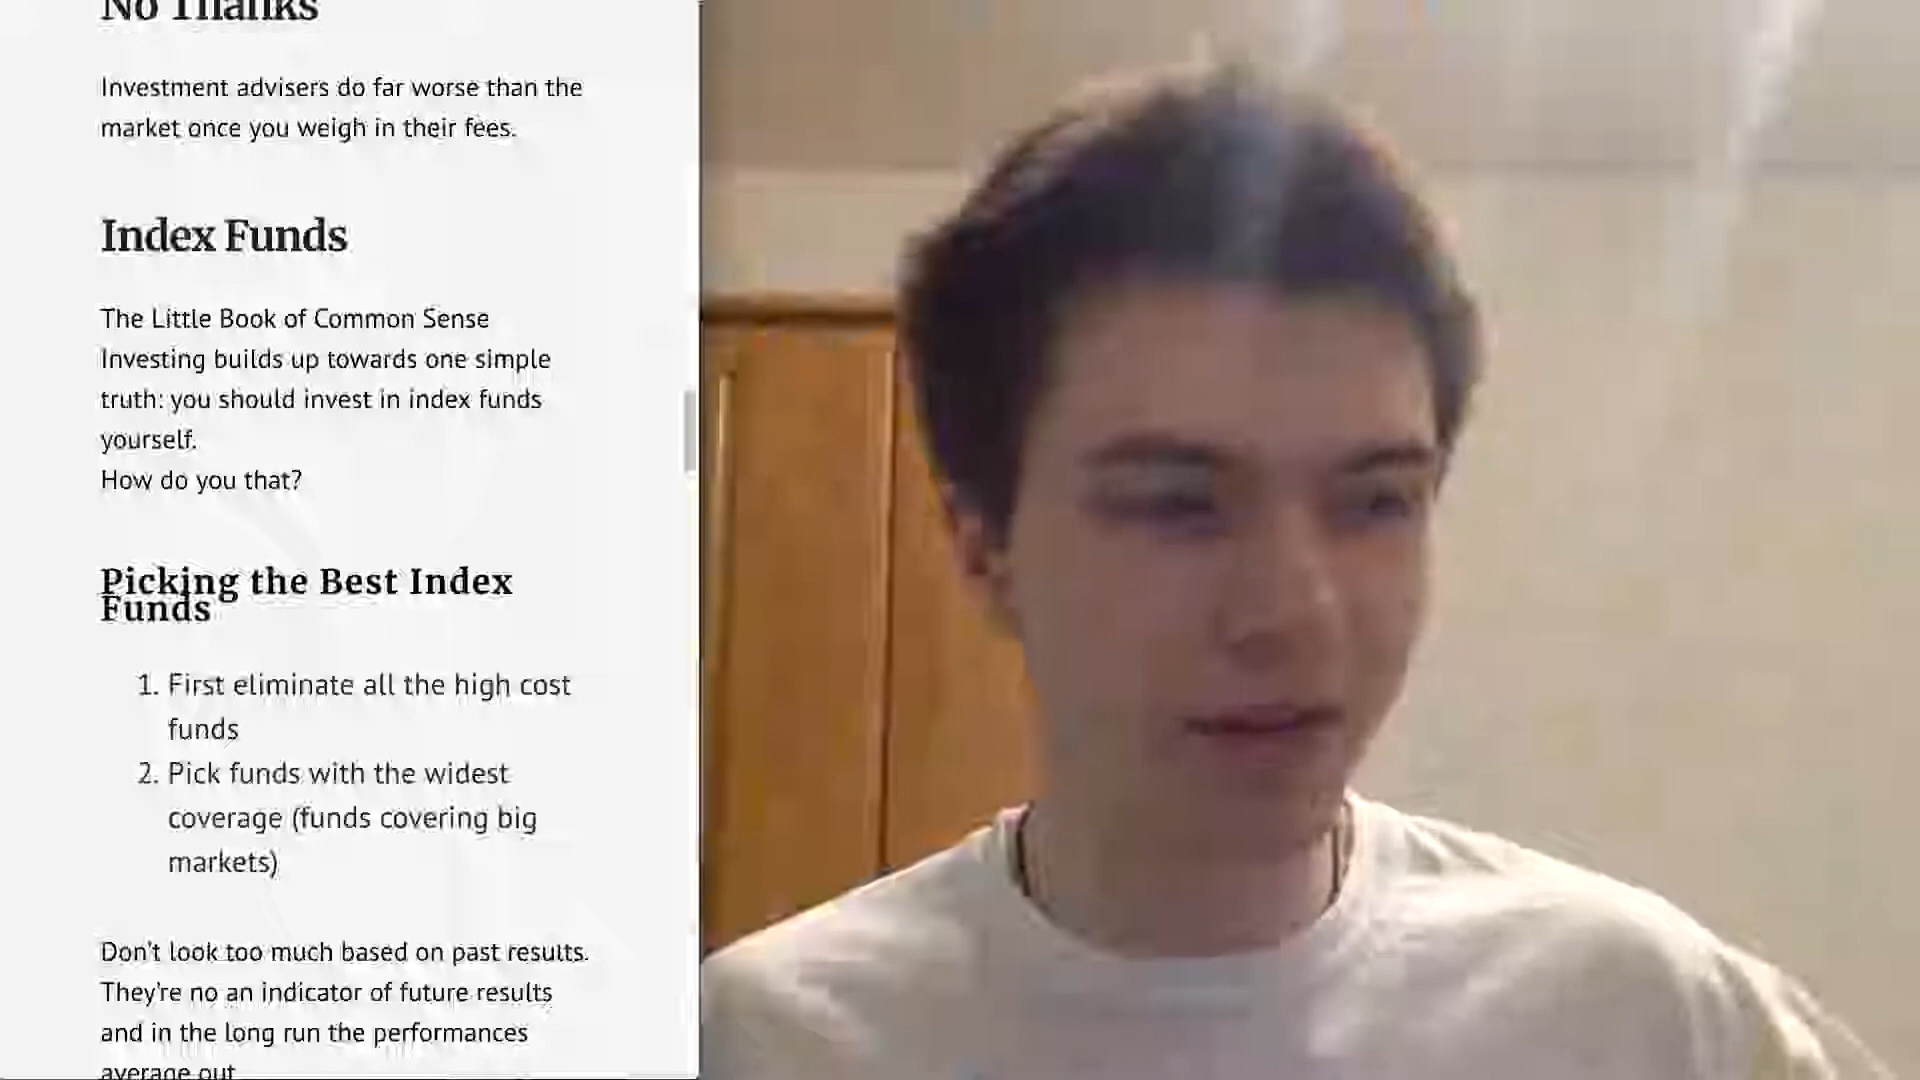 No Thanks
Investment advisers do far worse than the
market once you weigh in their fees.
Index Funds
The Little Book of Common Sense
Investing builds up towards one simple
truth: you should invest in index funds
yourself.
How do you that?
Picking the Best Index
Funds
1. First eliminate all the high cost
funds
2. Pick funds with the widest
coverage (funds covering big
markets)
Don't look too much based on past results.
They're no an indicator of future results
and in the long run the performances
average out